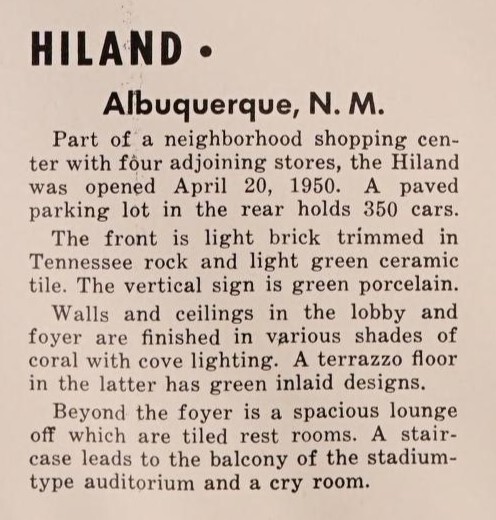 HILAND •
Albuquerque, N. M.
Part of a neighborhood shopping cen-
ter with four adjoining stores, the Hiland
was opened April 20, 1950. A paved
parking lot in the rear holds 350 cars.
The front is light brick trimmed in
Tennessee rock and light green ceramic
tile. The vertical sign is green porcelain.
Walls and ceilings in the lobby and
foyer are finished in various shades of
coral with cove lighting. A terrazzo floor
in the latter has green inlaid designs.
Beyond the foyer is a spacious lounge
off which are tiled rest rooms. A stair-
case leads to the balcony of the stadium-
type auditorium and a cry room.